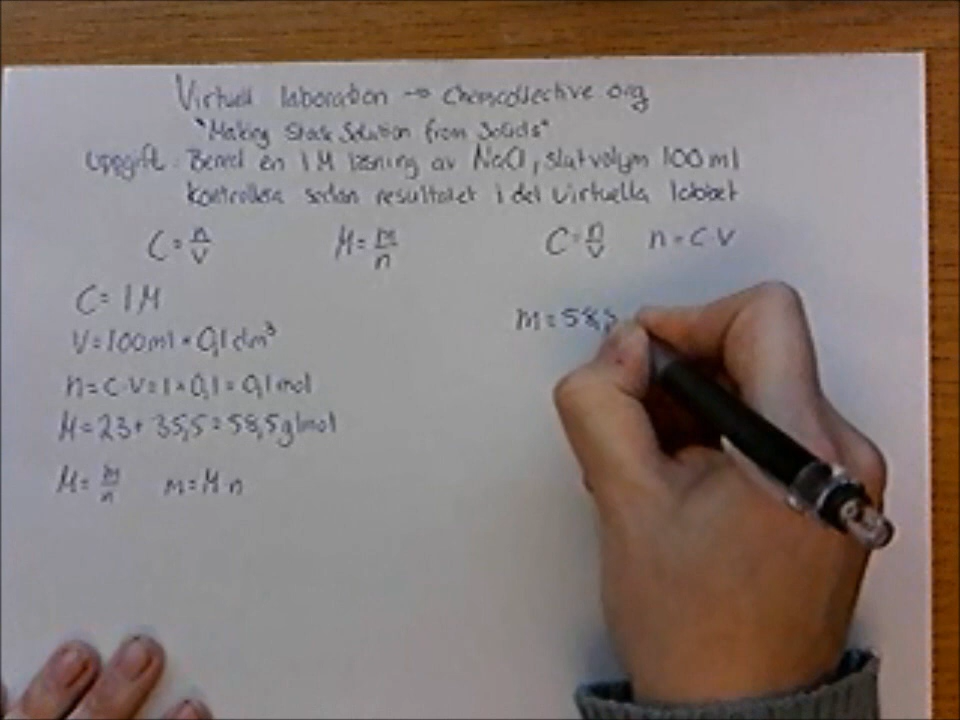 Virtuell laboration → Chemcollective.org
"Making Stock Solution from Solids"
Uppgift: Bered en 1 M lösning av NaCl, slutvolym 100 ml
Kontrollera sedan resultatet i det virtuella labbet
C = n/V M = m/n C = n/V n = C·V
C = 1 M
V = 100 ml = 0,1 dm³
n = C·V = 1 · 0,1 = 0,1 mol
M = 23 + 35,5 = 58,5 g/mol
M = m/n m = M·n
m = 58,5